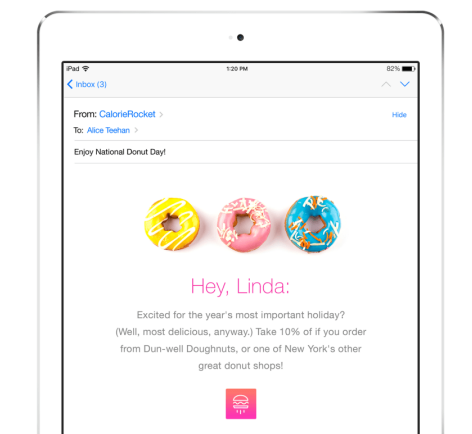 iPad 1:20 PM 82%
Inbox (3)
From: CalorieRocket Hide
To: Alice Teehan
Enjoy National Donut Day!
Hey, Linda:
Excited for the year's most important holiday?
(Well, most delicious, anyway.) Take 10% of if you order
from Dun-well Doughnuts, or one of New York's other
great donut shops!